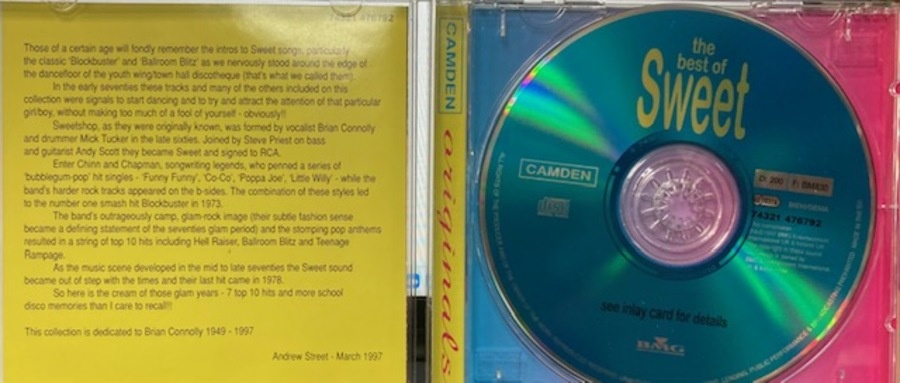 74321 476792
Those of a certain age will fondly remember the intros to Sweet songs, particularly
the classic 'Blockbuster' and 'Ballroom Blitz' as we nervously stood around the edge of
the dancefloor of the youth wing/town hall discotheque (that's what we called them).
In the early seventies these tracks and many of the others included on this
collection were signals to start dancing and to try and attract the attention of that particular
girl/boy, without making too much of a fool of yourself - obviously!!
Sweetshop, as they were originally known, was formed by vocalist Brian Connolly
and drummer Mick Tucker in the late sixties. Joined by Steve Priest on bass
and guitarist Andy Scott they became Sweet and signed to RCA.
Enter Chinn and Chapman, songwriting legends, who penned a series of
'bubblegum-pop' hit singles - 'Funny Funny', 'Co-Co', 'Poppa Joe', 'Little Willy' - while the
band's harder rock tracks appeared on the b-sides. The combination of these styles led
to the number one smash hit Blockbuster in 1973.
The band's outrageously camp, glam-rock image (their subtle fashion sense
became a defining statement of the seventies glam period) and the stomping pop anthems
resulted in a string of top 10 hits including Hell Raiser, Ballroom Blitz and Teenage
Rampage.
As the music scene developed in the mid to late seventies the Sweet sound
became out of step with the times and their last hit came in 1978.
So here is the cream of those glam years - 7 top 10 hits and more school
disco memories than I care to recall!!!
This collection is dedicated to Brian Connolly 1949 - 1997
Andrew Street - March 1997
CAMDEN
originals
the
best of
Sweet
CAMDEN
D: 200 F: BM830
BIEM/GEMA
74321 476792
see inlay card for details
BMG